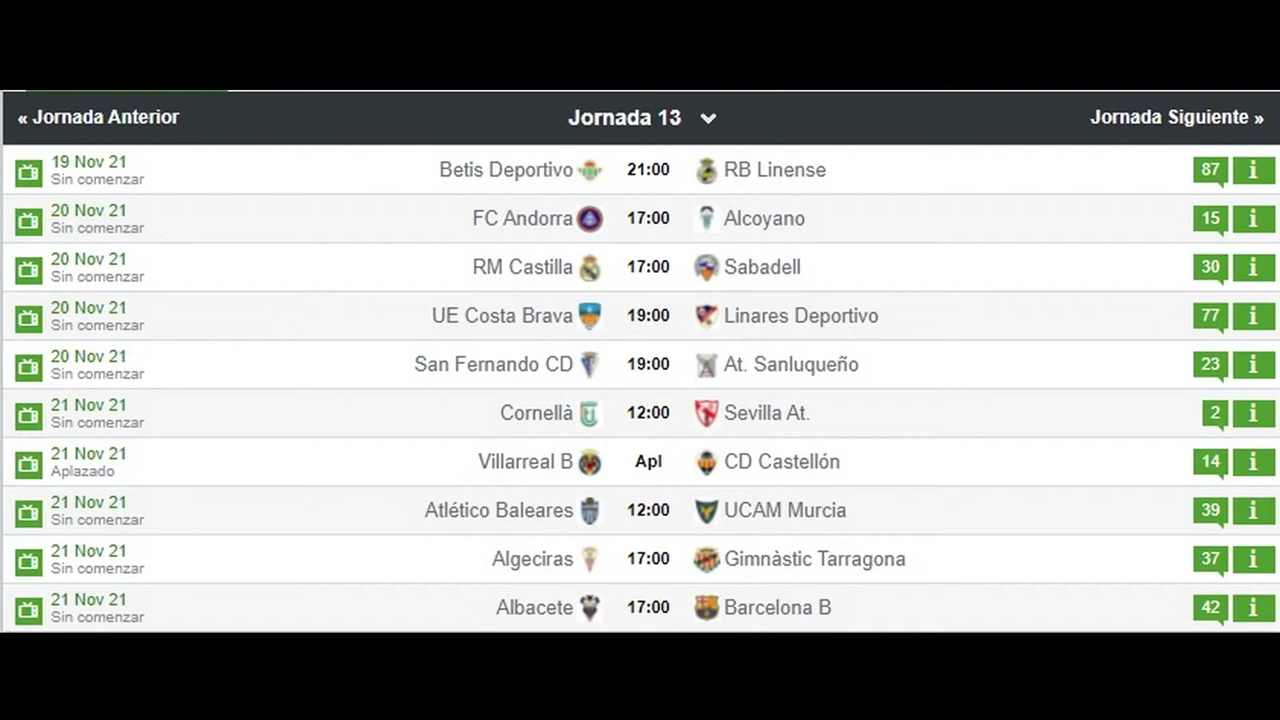 « Jornada Anterior Jornada 13 Jornada Siguiente »
19 Nov 21
Sin comenzar
Betis Deportivo 21:00 RB Linense 87 i
20 Nov 21
Sin comenzar
FC Andorra 17:00 Alcoyano 15 i
20 Nov 21
Sin comenzar
RM Castilla 17:00 Sabadell 30 i
20 Nov 21
Sin comenzar
UE Costa Brava 19:00 Linares Deportivo 77 i
20 Nov 21
Sin comenzar
San Fernando CD 19:00 At. Sanluqueño 23 i
21 Nov 21
Sin comenzar
Cornellà 12:00 Sevilla At. 2 i
21 Nov 21
Aplazado
Villarreal B Apl CD Castellón 14 i
21 Nov 21
Sin comenzar
Atlético Baleares 12:00 UCAM Murcia 39 i
21 Nov 21
Sin comenzar
Algeciras 17:00 Gimnàstic Tarragona 37 i
21 Nov 21
Sin comenzar
Albacete 17:00 Barcelona B 42 i